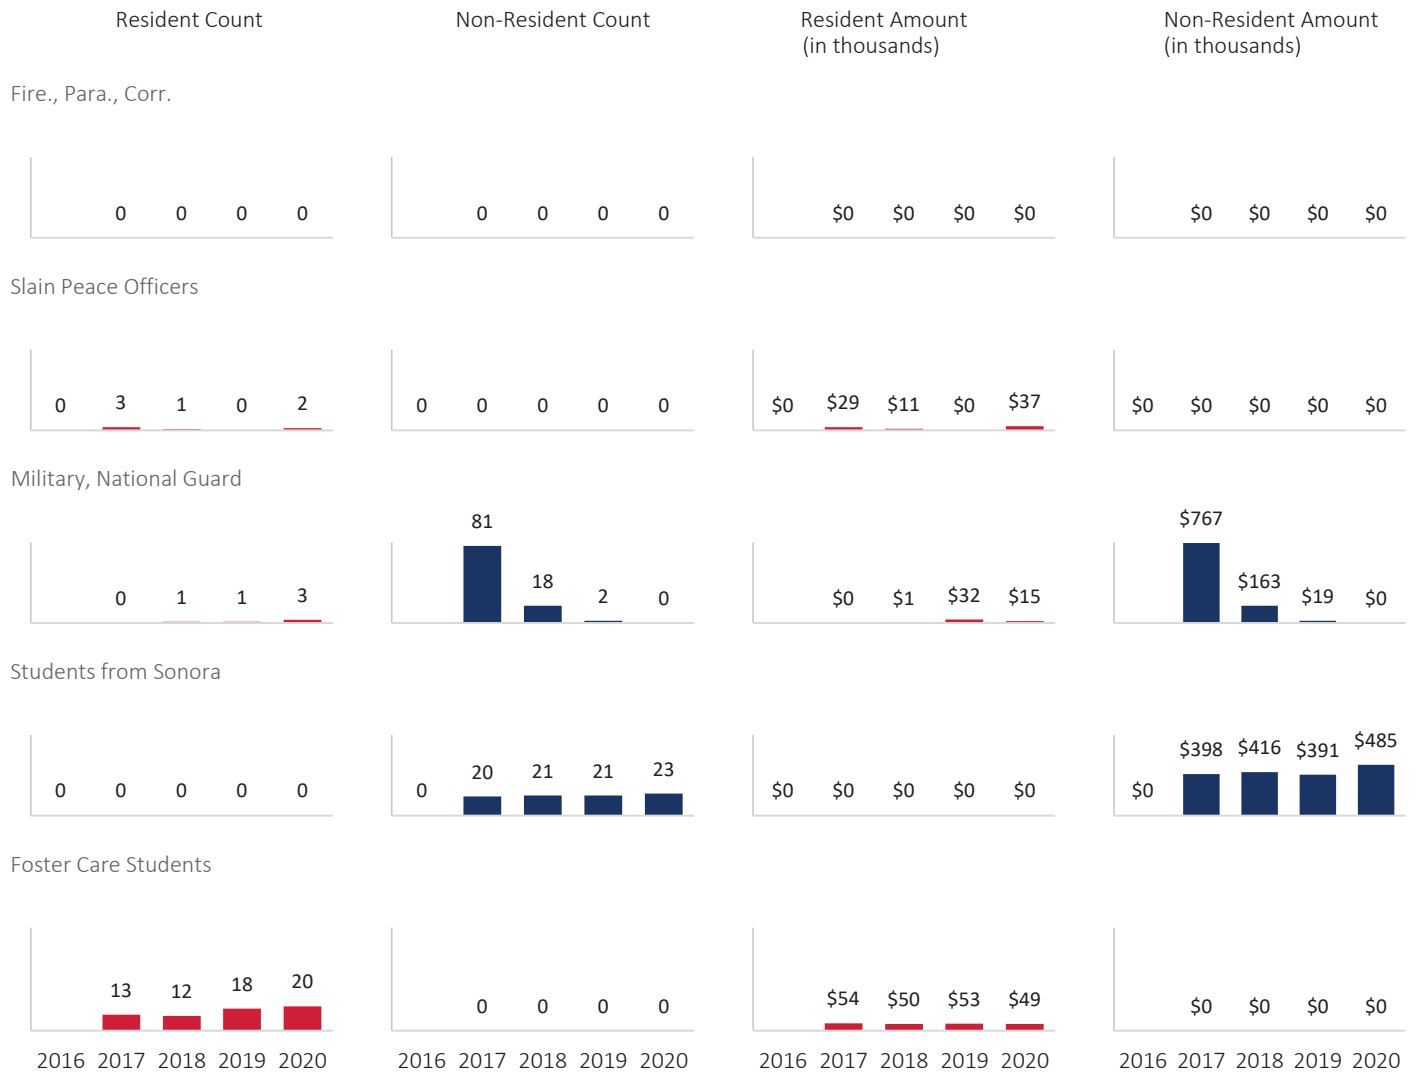 Resident Count Non-Resident Count Resident Amount (in thousands) Non-Resident Amount (in thousands)
Fire., Para., Corr.
0 0 0 0 0 0 0 0 $0 $0 $0 $0 $0 $0 $0 $0
Slain Peace Officers
0 3 1 0 2 0 0 0 0 0 $0 $29 $11 $0 $37 $0 $0 $0 $0 $0
Military, National Guard
0 1 1 3 81 18 2 0 $0 $1 $32 $15 $767 $163 $19 $0
Students from Sonora
0 0 0 0 0 0 20 21 21 23 $0 $0 $0 $0 $0 $0 $398 $416 $391 $485
Foster Care Students
13 12 18 20 0 0 0 0 $54 $50 $53 $49 $0 $0 $0 $0
2016 2017 2018 2019 2020 2016 2017 2018 2019 2020 2016 2017 2018 2019 2020 2016 2017 2018 2019 2020